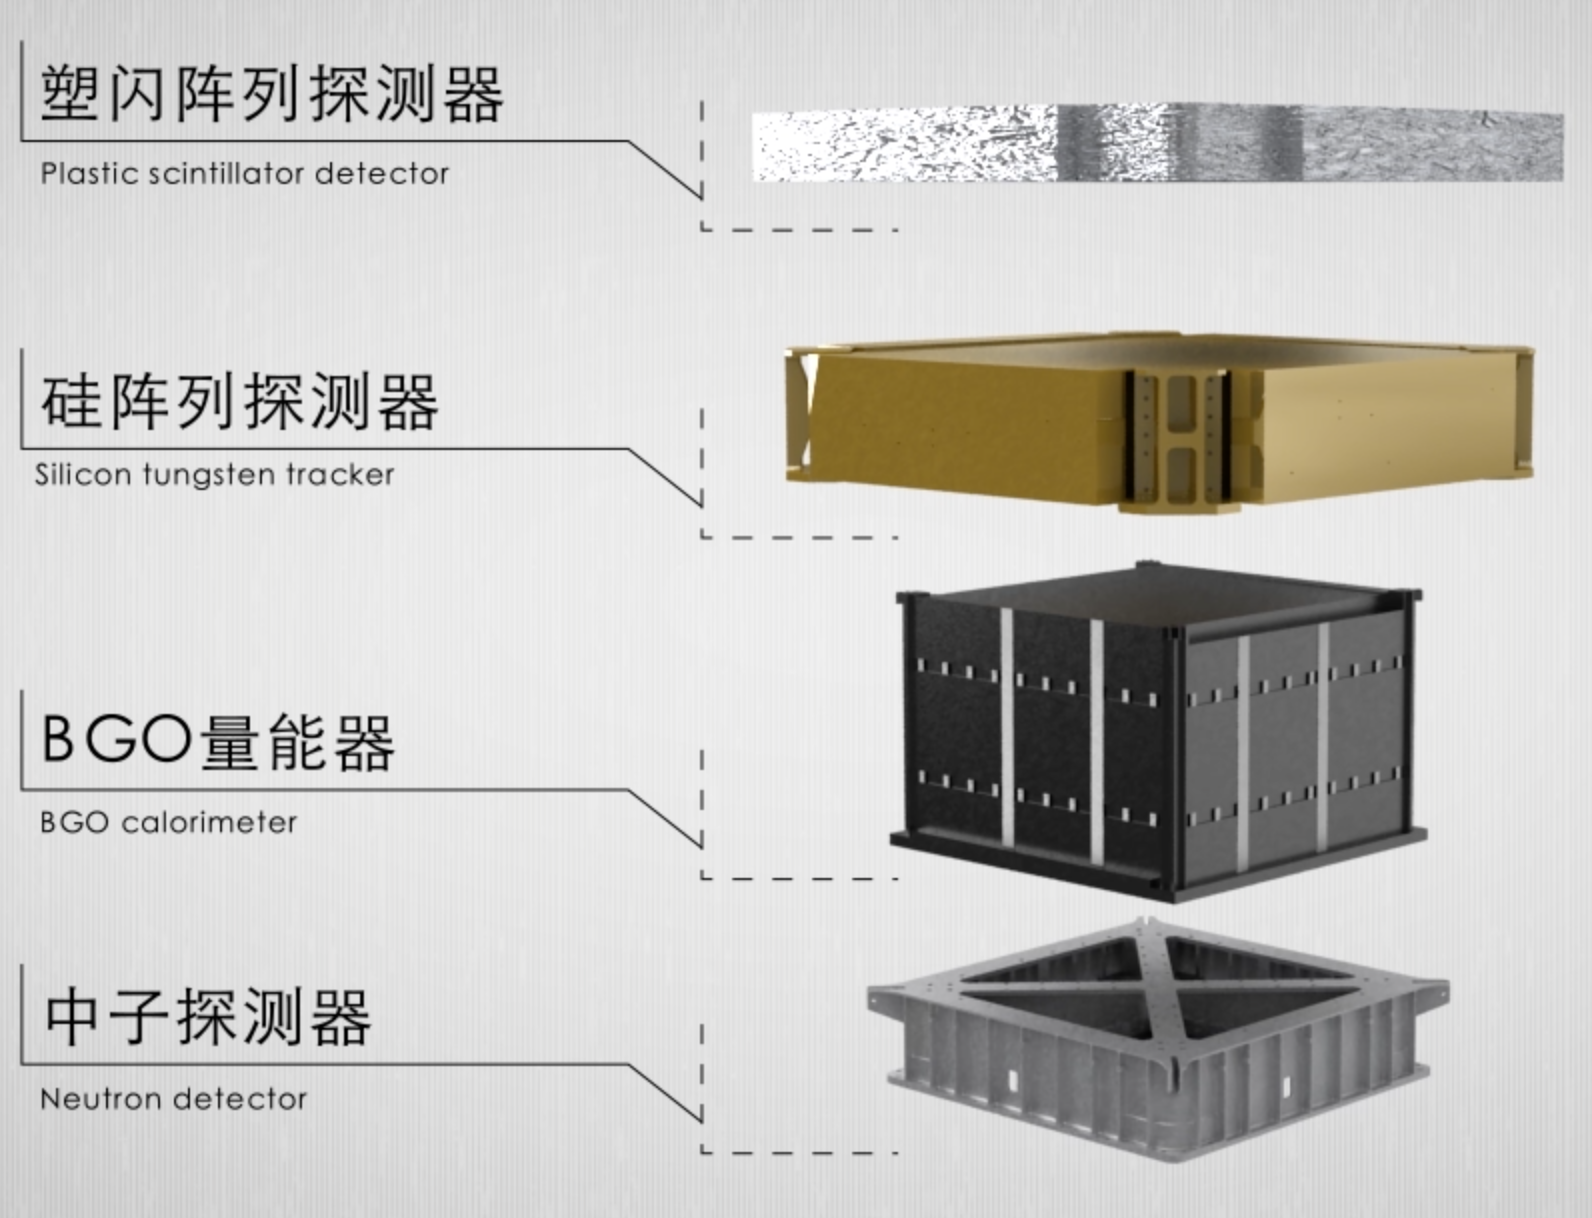 塑闪阵列探测器
Plastic scintillator detector
硅阵列探测器
Silicon tungsten tracker
BGO量能器
BGO calorimeter
中子探测器
Neutron detector